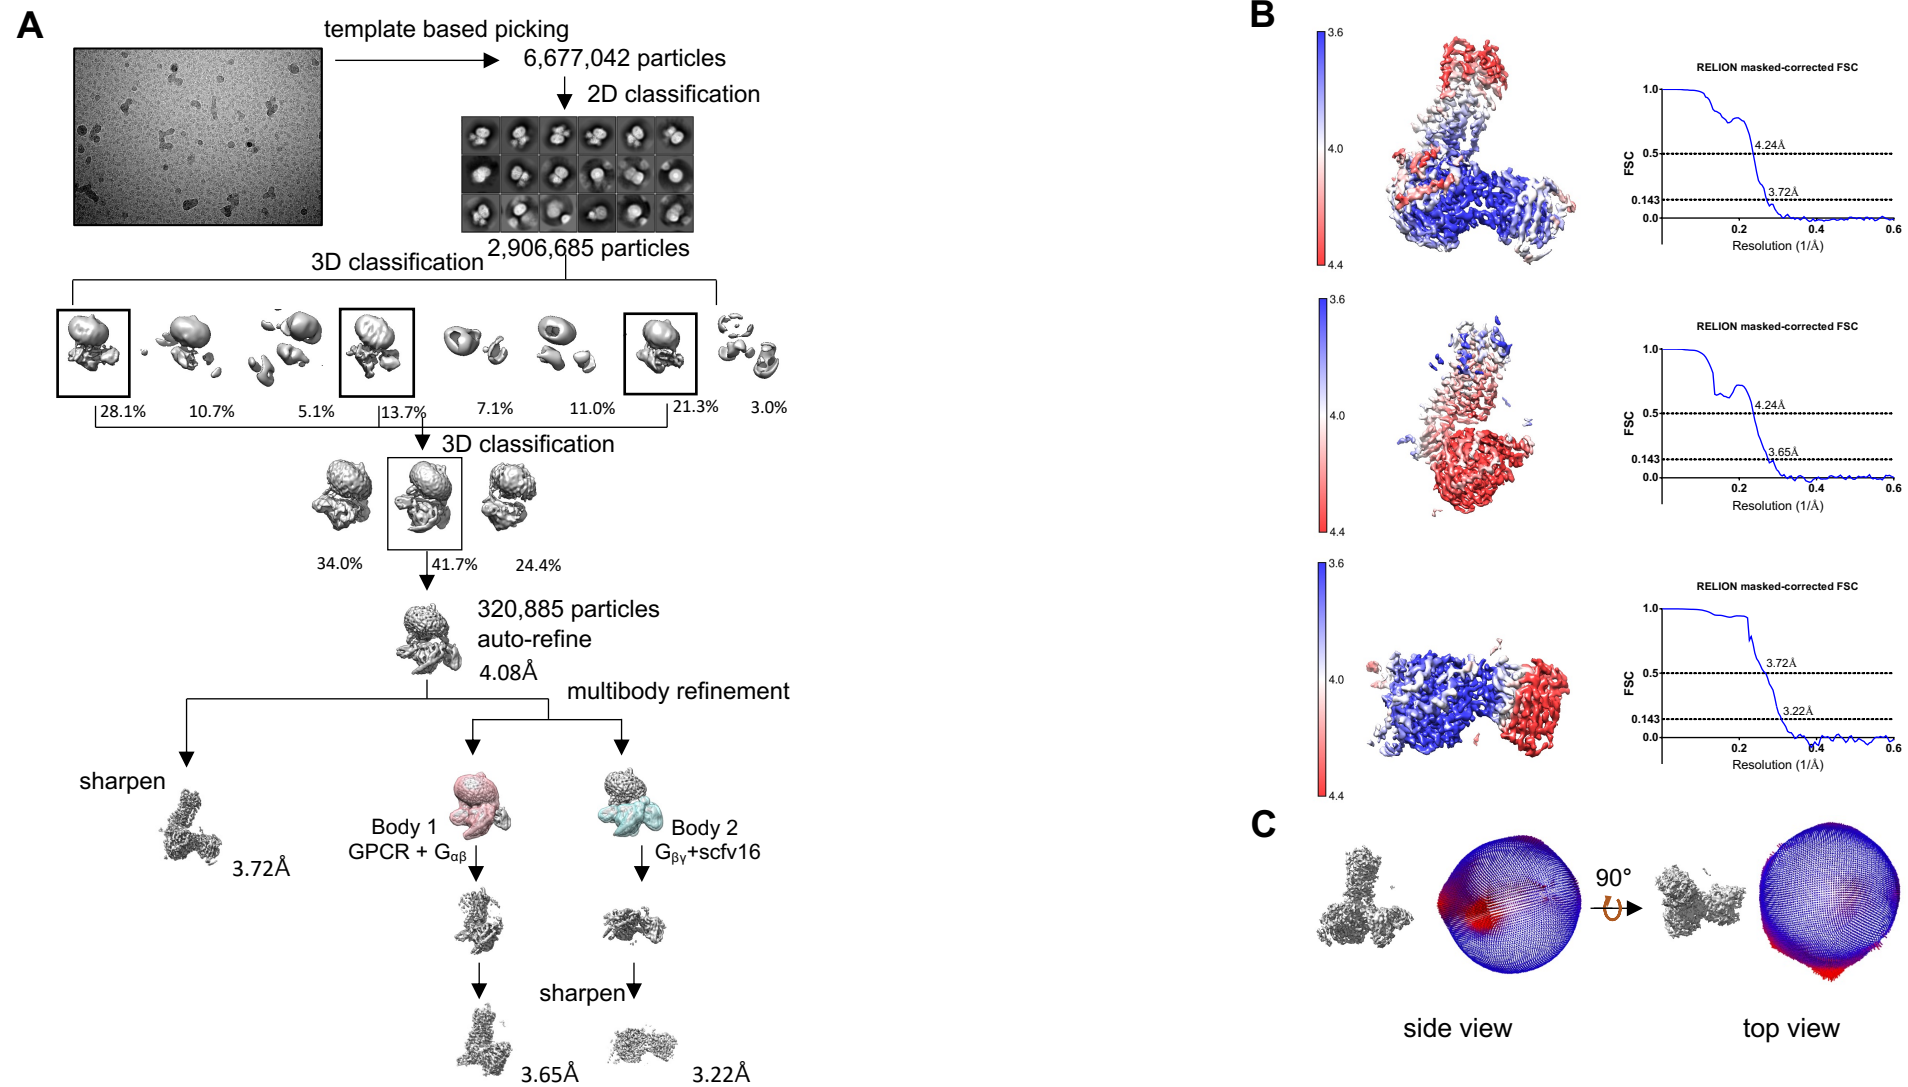 A
template based picking
6,677,042 particles
2D classification
2,906,685 particles
3D classification
28.1%
10.7%
5.1%
13.7%
7.1%
11.0%
21.3%
3.0%
3D classification
34.0%
41.7%
24.4%
320,885 particles
auto-refine
4.08Å
multibody refinement
sharpen
3.72Å
Body 1
GPCR + Gαβ
Body 2
Gβγ+scfv16
sharpen
3.65Å
3.22Å
B
3.6
4.0
4.4
RELION masked-corrected FSC
1.0
0.5
0.143
0.0
FSC
4.24Å
3.72Å
0.2
0.4
0.6
Resolution (1/Å)
3.6
4.0
4.4
RELION masked-corrected FSC
1.0
0.5
0.143
0.0
FSC
4.24Å
3.65Å
0.2
0.4
0.6
Resolution (1/Å)
3.6
4.0
4.4
RELION masked-corrected FSC
1.0
0.5
0.143
0.0
FSC
3.72Å
3.22Å
0.2
0.4
0.6
Resolution (1/Å)
C
90°
side view
top view